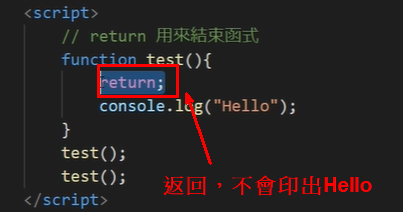 <script>
// return 用來結束函式
function test(){
return;
console.log("Hello");
}
test();
test();
</script>
返回，不會印出Hello